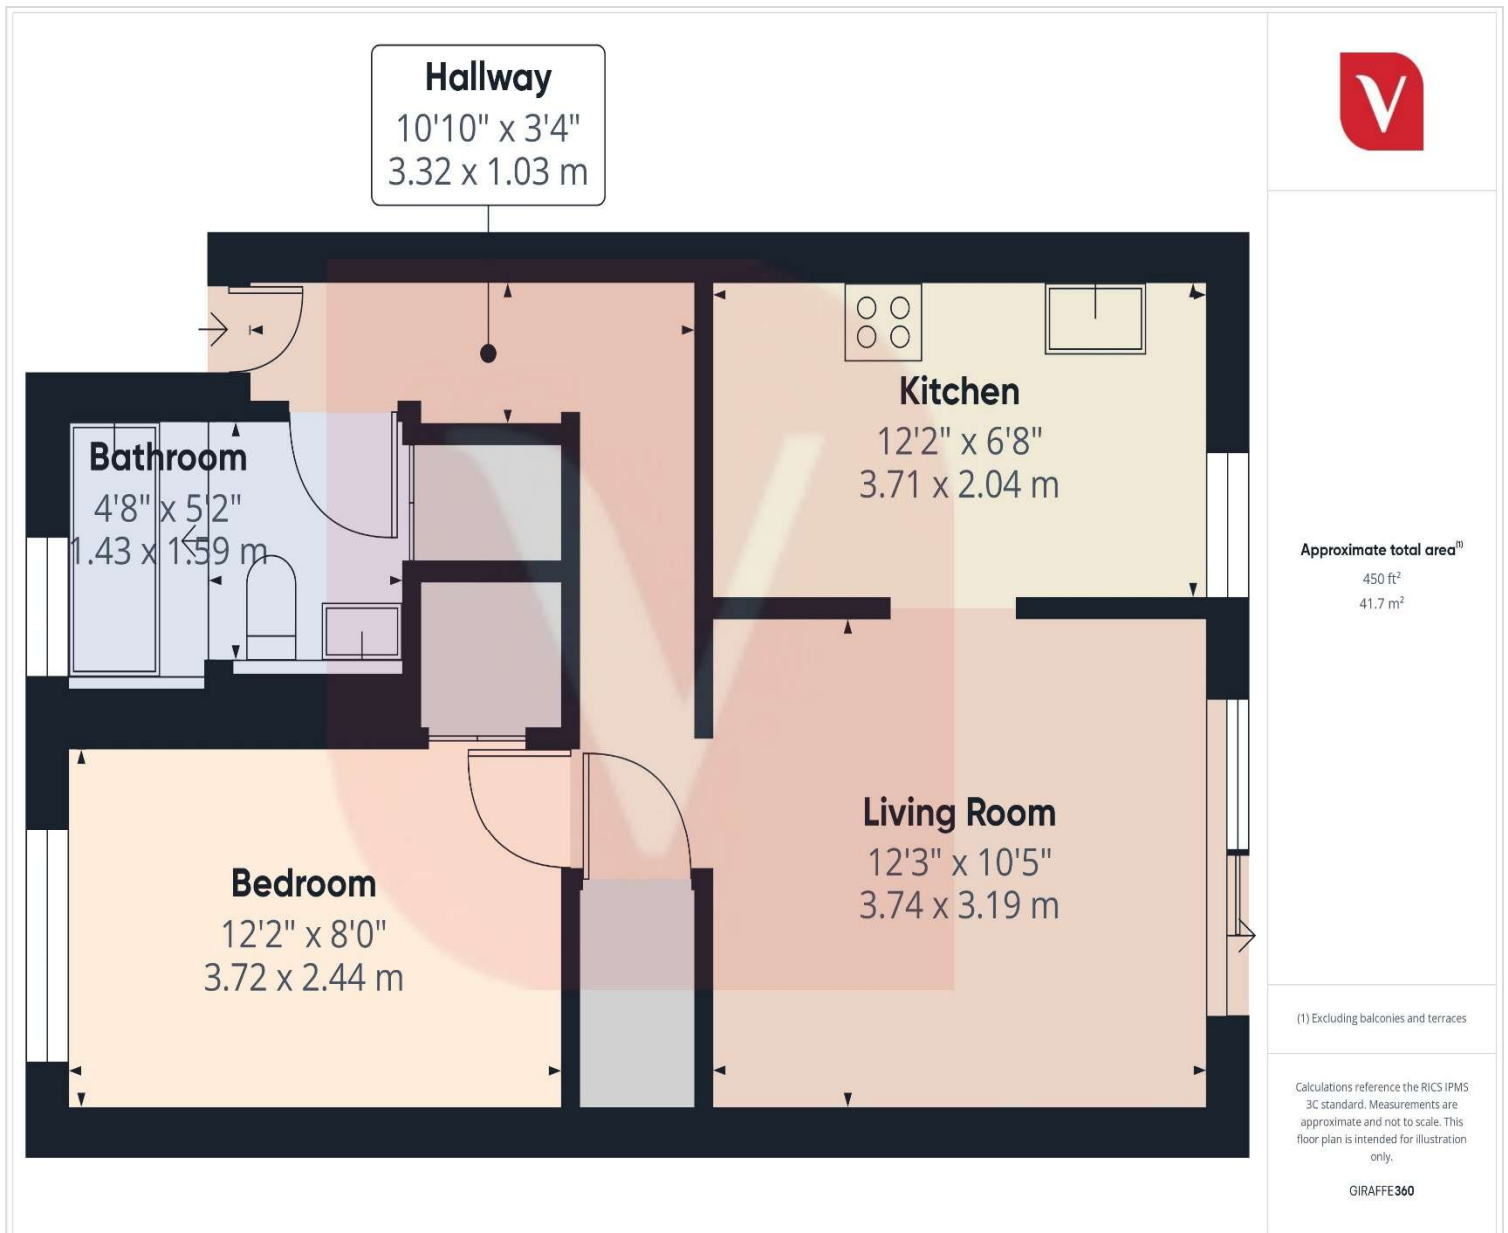 Hallway
10'10" x 3'4"
3.32 x 1.03 m
Kitchen
12'2" x 6'8"
3.71 x 2.04 m
Bathroom
4'8" x 5'2"
1.43 x 1.59 m
Living Room
12'3" x 10'5"
3.74 x 3.19 m
Bedroom
12'2" x 8'0"
3.72 x 2.44 m
V
Approximate total area(1)
450 ft²
41.7 m²
(1) Excluding balconies and terraces
Calculations reference the RICS IPMS
3C standard. Measurements are
approximate and not to scale. This
floor plan is intended for illustration
only.
GIRAFFE360